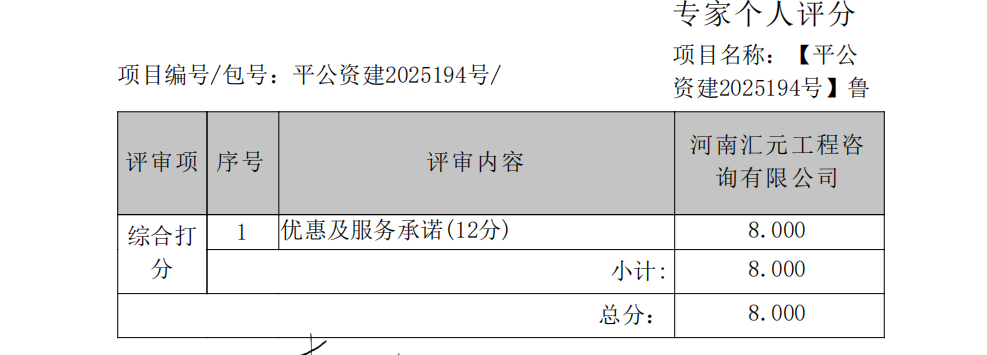 专家个人评分
项目编号/包号：平公资建2025194号/
项目名称：【平公
资建2025194号】鲁
评审项 序号 评审内容 河南汇元工程咨
询有限公司
综合打
分
1 优惠及服务承诺(12分) 8.000
小计: 8.000
总分： 8.000